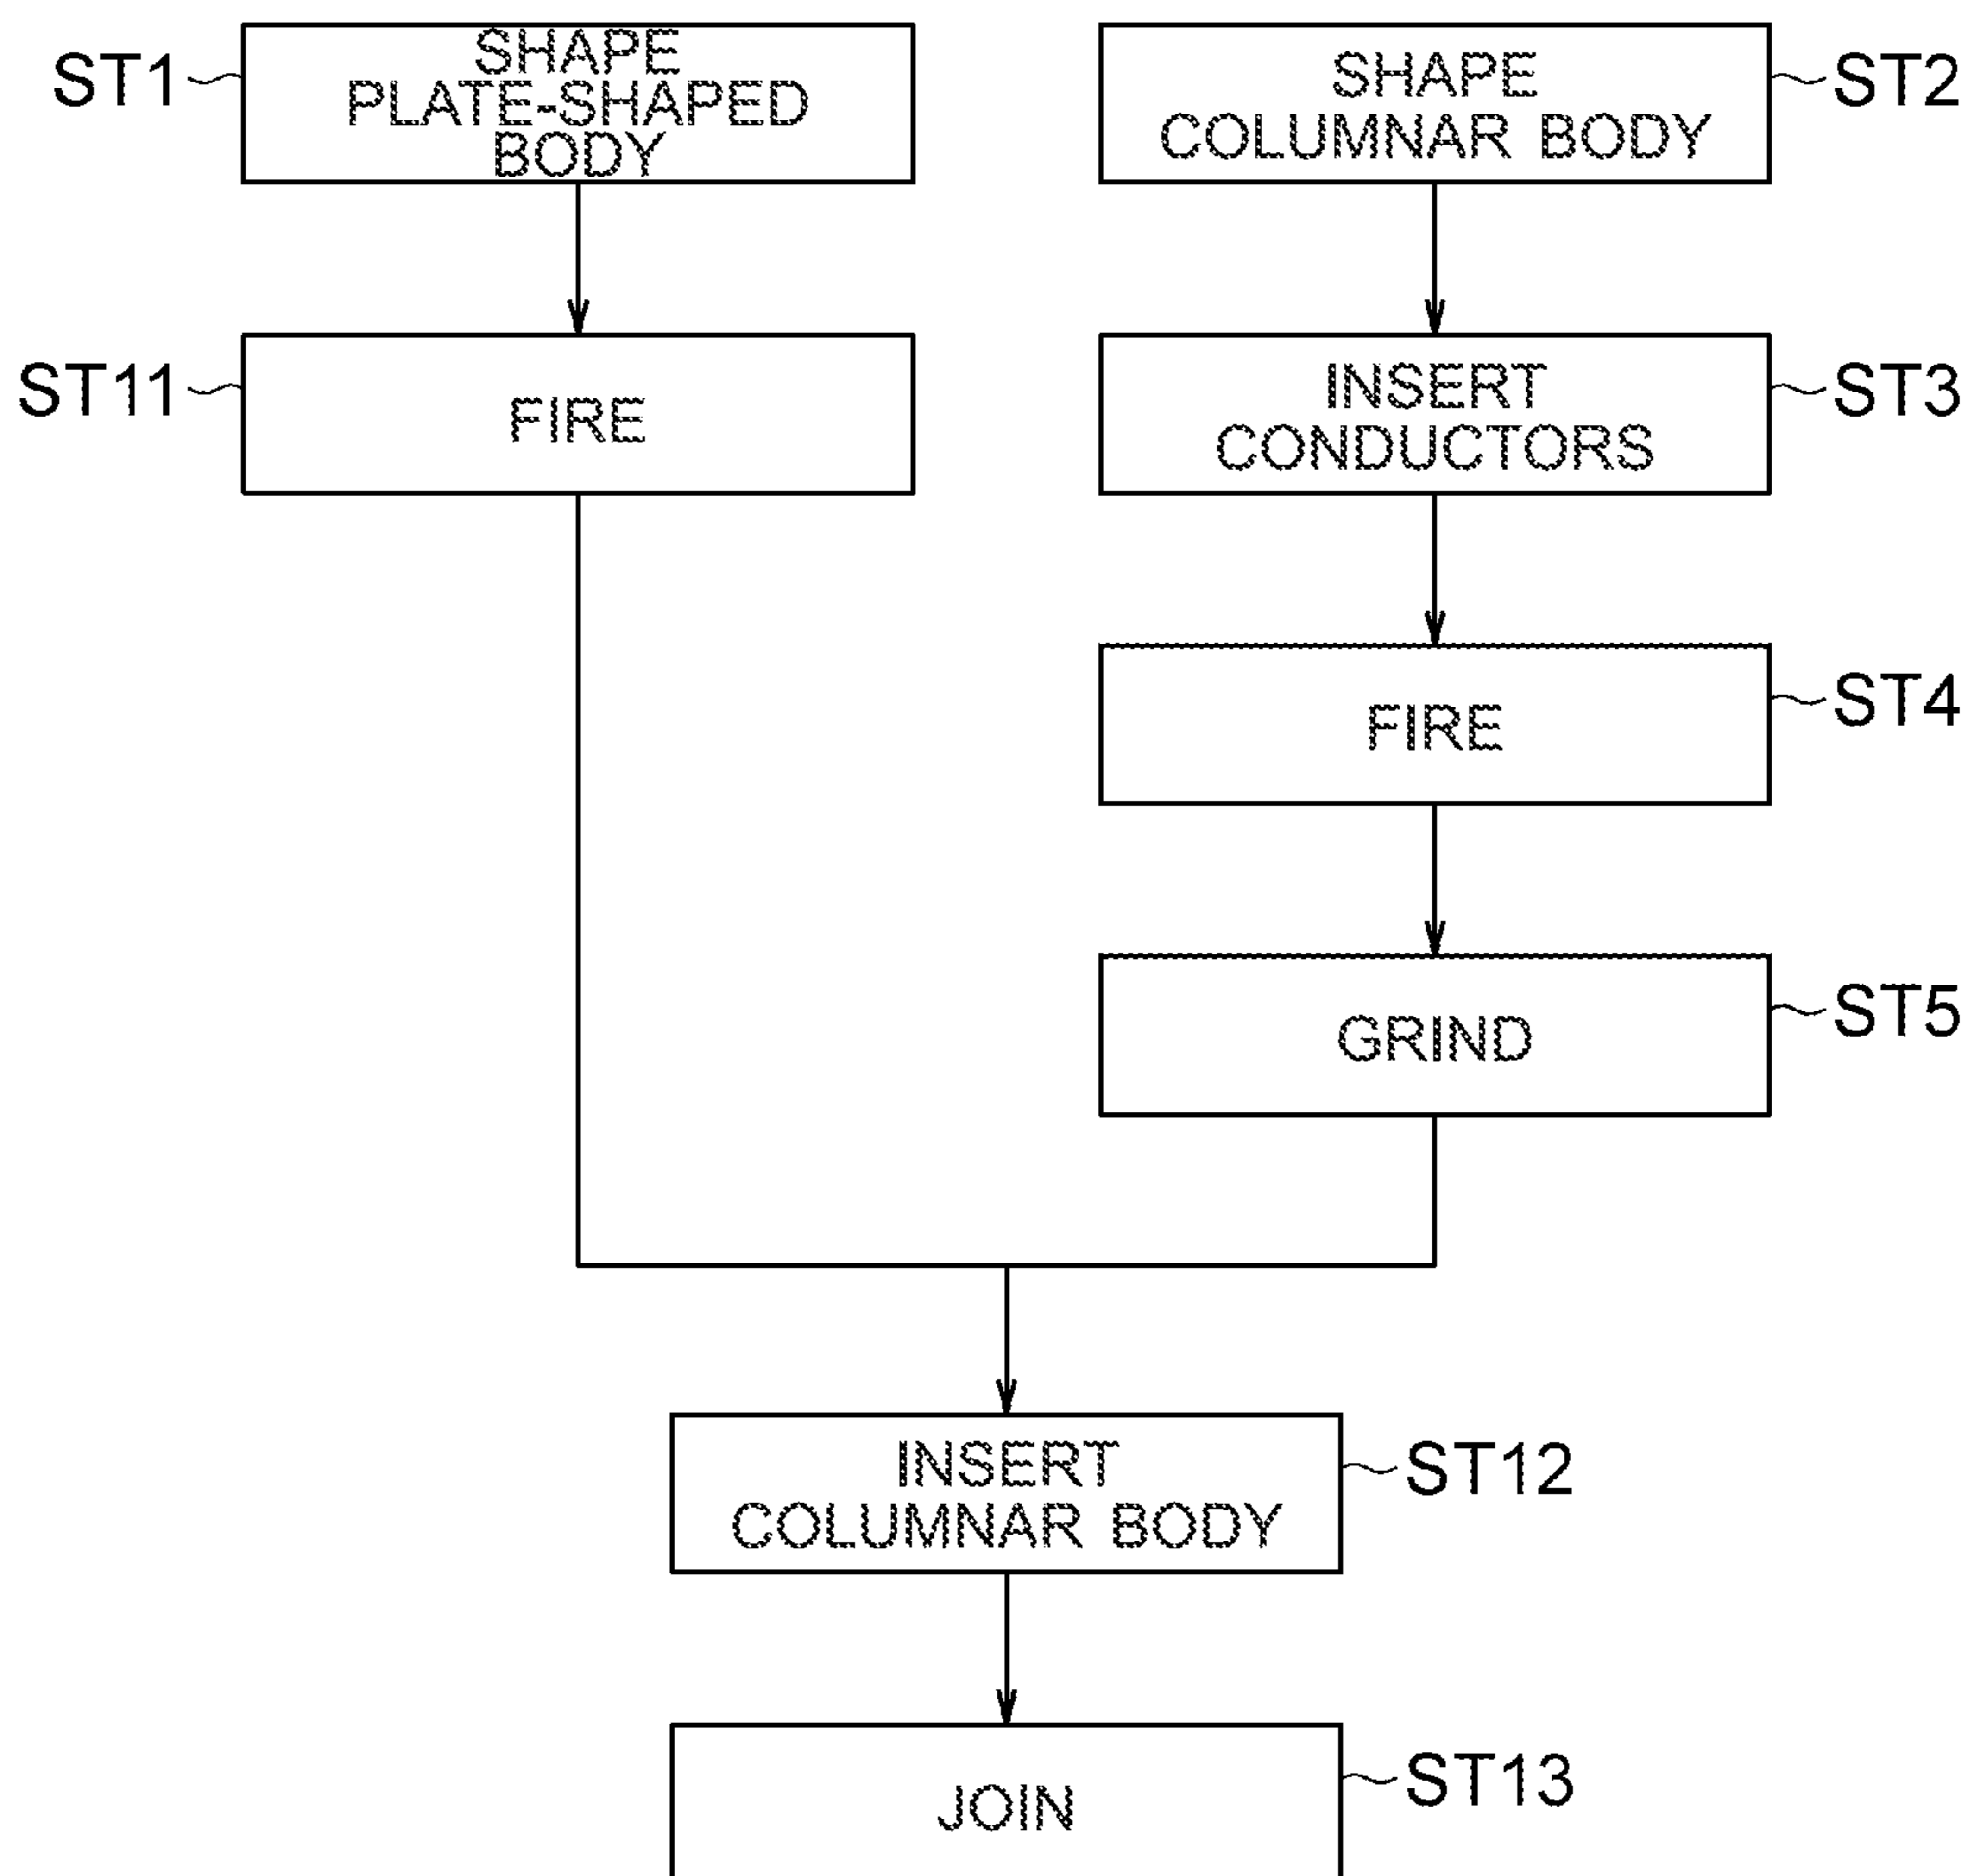 ST1
SHAPE
PLATE-SHAPED
BODY
SHAPE
COLUMNAR BODY
ST2
ST11
FIRE
INSERT
CONDUCTORS
ST3
FIRE
ST4
GRIND
ST5
INSERT
COLUMNAR BODY
ST12
JOIN
ST13